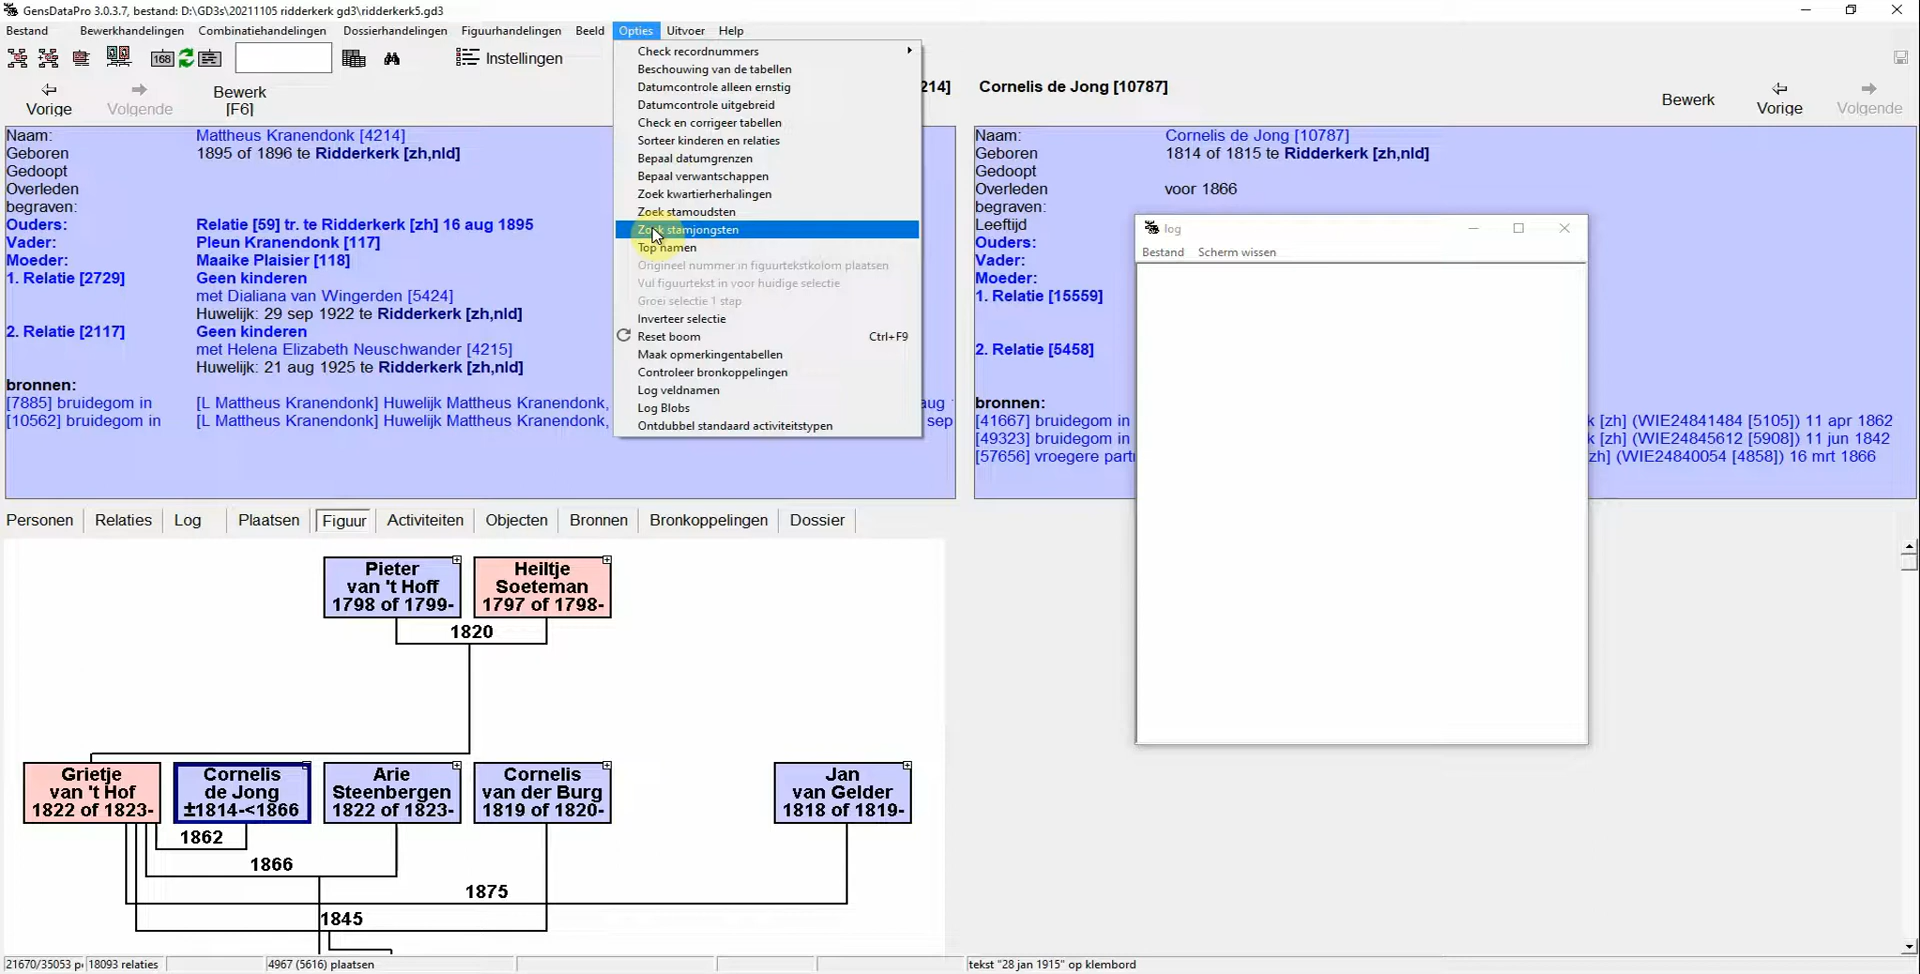 GensDataPro 3.0.3.7, bestand: D:\GD3s\20211105 ridderkerk gd3\ridderkerk5.gd3
Bestand Bewerkhandelingen Combinatiehandelingen Dossierhandelingen Figuurhandelingen Beeld Opties Uitvoer Help
168 Instellingen
Vorige Volgende Bewerk
[F6]
214] Cornelis de Jong [10787] Bewerk Vorige Volgende
Check recordnummers
Beschouwing van de tabellen
Datumcontrole alleen ernstig
Datumcontrole uitgebreid
Check en corrigeer tabellen
Sorteer kinderen en relaties
Bepaal datumgrenzen
Bepaal verwantschappen
Zoek kwartierherhalingen
Zoek stamoudsten
Zoek stamjongsten
Top namen
Origineel nummer in figuurtekstkolom plaatsen
Vul figuurtekst in voor huidige selectie
Groei selectie 1 stap
Inverteer selectie
Reset boom Ctrl+F9
Maak opmerkingentabellen
Controleer bronkoppelingen
Log veldnamen
Log Blobs
Ontdubbel standaard activiteitstypen
Naam: Mattheus Kranendonk [4214]
Geboren 1895 of 1896 te Ridderkerk [zh,nld]
Gedoopt
Overleden
begraven:
Ouders: Relatie [59] tr. te Ridderkerk [zh] 16 aug 1895
Vader: Pleun Kranendonk [117]
Moeder: Maaike Plaisier [118]
1. Relatie [2729] Geen kinderen
met Dialiana van Wingerden [5424]
Huwelijk: 29 sep 1922 te Ridderkerk [zh,nld]
2. Relatie [2117] Geen kinderen
met Helena Elizabeth Neuschwander [4215]
Huwelijk: 21 aug 1925 te Ridderkerk [zh,nld]
bronnen:
[7885] bruidegom in [L Mattheus Kranendonk] Huwelijk Mattheus Kranendonk, aug
[10562] bruidegom in [L Mattheus Kranendonk] Huwelijk Mattheus Kranendonk, sep
Naam: Cornelis de Jong [10787]
Geboren 1814 of 1815 te Ridderkerk [zh,nld]
Gedoopt
Overleden voor 1866
begraven:
Leeftijd
Ouders:
Vader:
Moeder:
1. Relatie [15559]
2. Relatie [5458]
bronnen:
[41667] bruidegom in k [zh] (WIE24841484 [5105]) 11 apr 1862
[49323] bruidegom in k [zh] (WIE24845612 [5908]) 11 jun 1842
[57656] vroegere part zh] (WIE24840054 [4858]) 16 mrt 1866
log
Bestand Scherm wissen
Personen Relaties Log Plaatsen Figuur Activiteiten Objecten Bronnen Bronkoppelingen Dossier
Pieter
van 't Hoff
1798 of 1799-
Heiltje
Soeteman
1797 of 1798-
1820
Grietje
van 't Hof
1822 of 1823-
Cornelis
de Jong
±1814-<1866
Arie
Steenbergen
1822 of 1823-
Cornelis
van der Burg
1819 of 1820-
Jan
van Gelder
1818 of 1819-
1862
1866
1875
1845
21670/35053 p 18093 relaties 4967 (5616) plaatsen tekst "28 jan 1915" op klembord